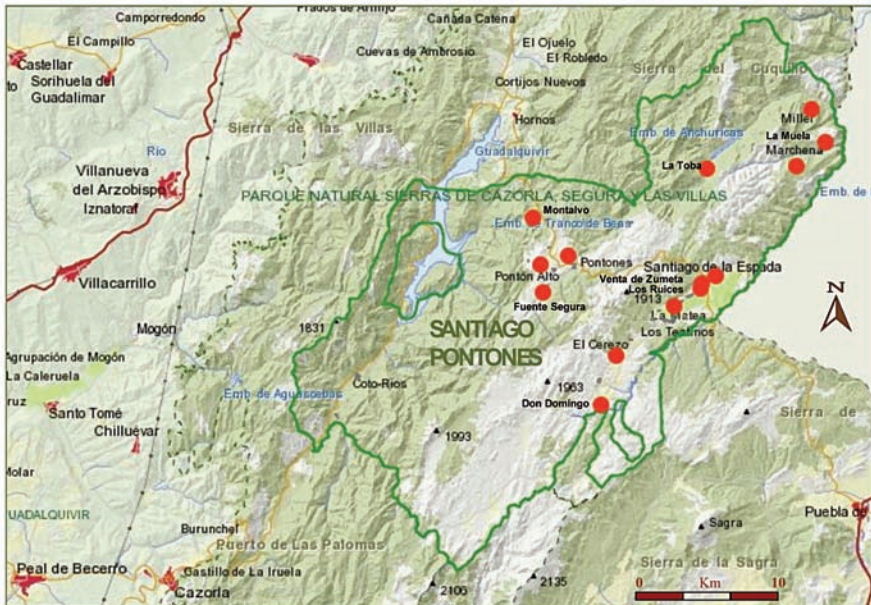 Camporredondo
Prados de Armijo
Cañada Catena
El Campillo
Castellar
Sorihuela del
Guadalimar
Cuevas de Ambrosio
El Ojuelo
El Robledo
Cortijos Nuevos
Sierra del Cuquillo
Hornos
Sierra de las Villas
Guadalquivir
Emb. de Anchuricas
Miller
La Muela
Marchena
La Toba
Río
Villanueva
del Arzobispo
Iznatoraf
PARQUE NATURAL SIERRAS DE CAZORLA, SEGURA Y LAS VILLAS
Emb. de
Montalvo
Emb. de Tranco de Beas
Pontones
Pontón Alto
Santiago de la Espada
Venta de Zumeta
Los Ruices
Villacarrillo
Fuente Segura
1913
La Matea
Los Teatinos
N
Mogón
1831
SANTIAGO
PONTONES
El Cerezo
Agrupación de Mogón
La Caleruela
Emb. de Aguascebas
Coto-Ríos
1963
Don Domingo
Santo Tomé
Chilluévar
Sierra de
1993
Molar
GUADALQUIVIR
Burunchel
Puerto de Las Palomas
Sagra
Puebla de
Sierra de la Sagra
Peal de Becerro
Castillo de La Iruela
Cazorla
2106
2135
0 Km 10